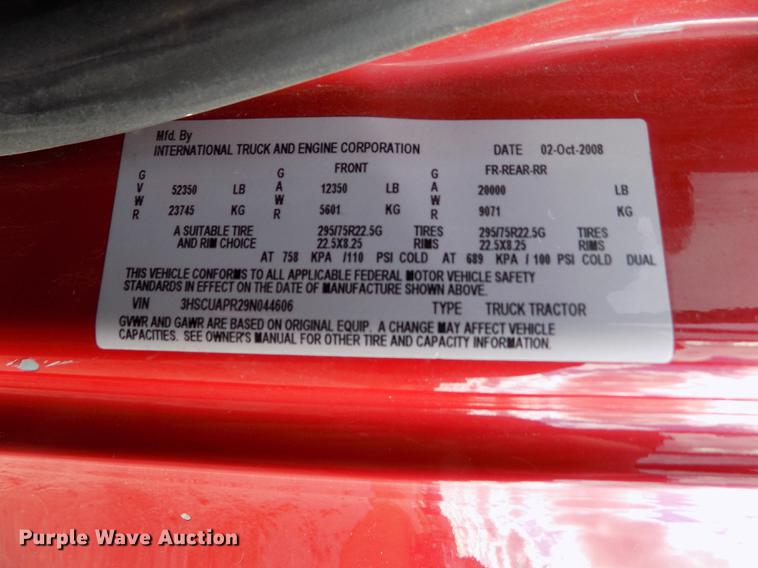 Mfd. By
INTERNATIONAL TRUCK AND ENGINE CORPORATION DATE 02-Oct-2008
G V W R FRONT G A W R FR-REAR-RR G A W R
52350 LB 12350 LB 20000 LB
23745 KG 5601 KG 9071 KG
A SUITABLE TIRE 295/75R22.5G TIRES 295/75R22.5G TIRES
AND RIM CHOICE 22.5X8.25 RIMS 22.5X8.25 RIMS
AT 758 KPA /110 PSI COLD AT 689 KPA / 100 PSI COLD DUAL
THIS VEHICLE CONFORMS TO ALL APPLICABLE FEDERAL MOTOR VEHICLE SAFETY
STANDARDS IN EFFECT ON THE DATE OF MANUFACTURE SHOWN ABOVE.
VIN 3HSCUAPR29N044606 TYPE TRUCK TRACTOR
GVWR AND GAWR ARE BASED ON ORIGINAL EQUIP. A CHANGE MAY AFFECT VEHICLE
CAPACITIES. SEE OWNER'S MANUAL FOR OTHER TIRE AND CAPACITY INFORMATION.
Purple Wave Auction